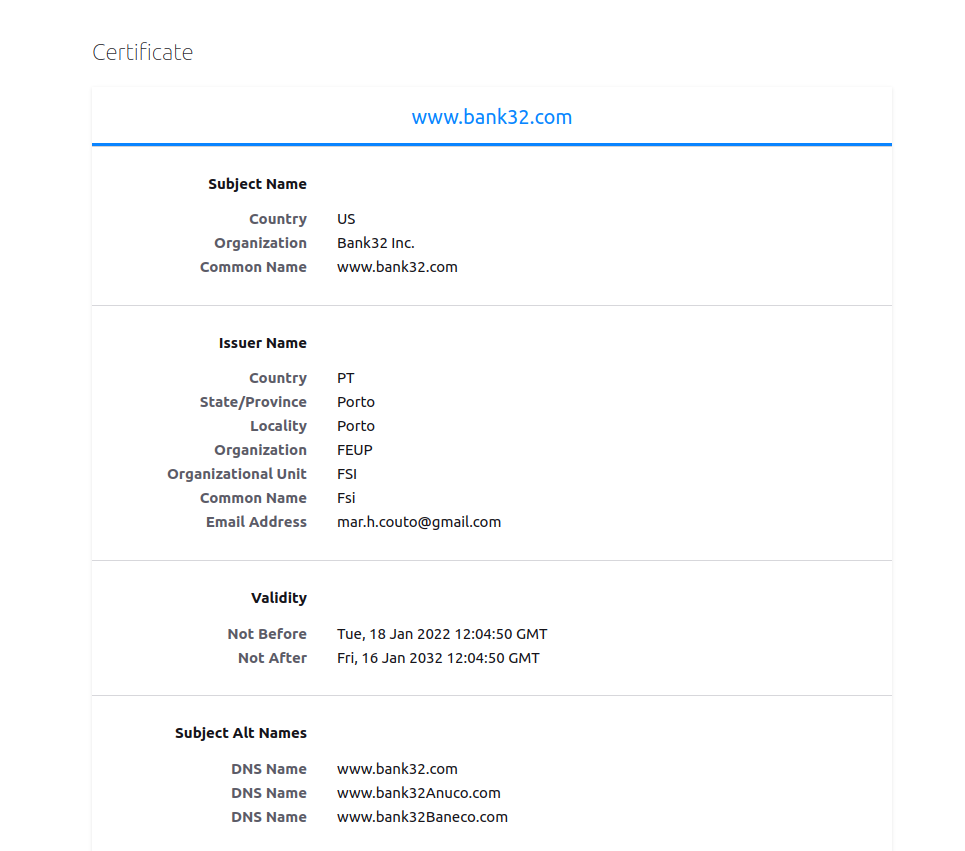 Certificate
www.bank32.com
Subject Name
Country US
Organization Bank32 Inc.
Common Name www.bank32.com
Issuer Name
Country PT
State/Province Porto
Locality Porto
Organization FEUP
Organizational Unit FSI
Common Name Fsi
Email Address mar.h.couto@gmail.com
Validity
Not Before Tue, 18 Jan 2022 12:04:50 GMT
Not After Fri, 16 Jan 2032 12:04:50 GMT
Subject Alt Names
DNS Name www.bank32.com
DNS Name www.bank32Anuco.com
DNS Name www.bank32Baneco.com